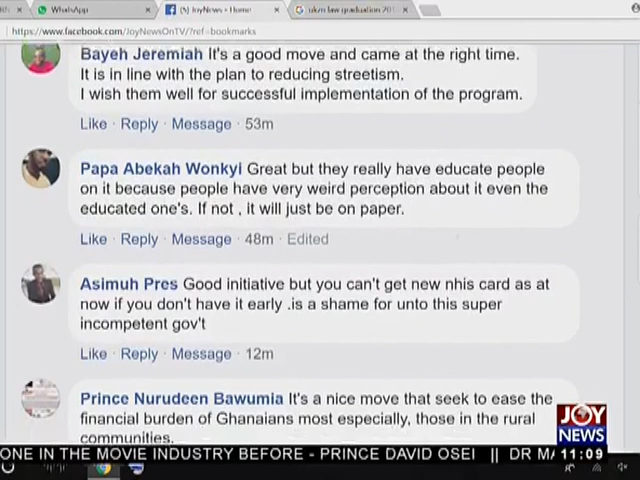 WhatsApp
JoyNews - Home
ukzn law graduation 201
https://www.facebook.com/JoyNewsOnTV/?ref=bookmarks
Bayeh Jeremiah It's a good move and came at the right time.
It is in line with the plan to reducing streetism.
I wish them well for successful implementation of the program.
Like · Reply · Message · 53m
Papa Abekah Wonkyi Great but they really have educate people
on it because people have very weird perception about it even the
educated one's. If not , it will just be on paper.
Like · Reply · Message · 48m · Edited
Asimuh Pres Good initiative but you can't get new nhis card as at
now if you don't have it early .is a shame for unto this super
incompetent gov't
Like · Reply · Message · 12m
Prince Nurudeen Bawumia It's a nice move that seek to ease the
financial burden of Ghanaians most especially, those in the rural
communities.
JOY
NEWS
ONE IN THE MOVIE INDUSTRY BEFORE - PRINCE DAVID OSEI || DR MA
11:09